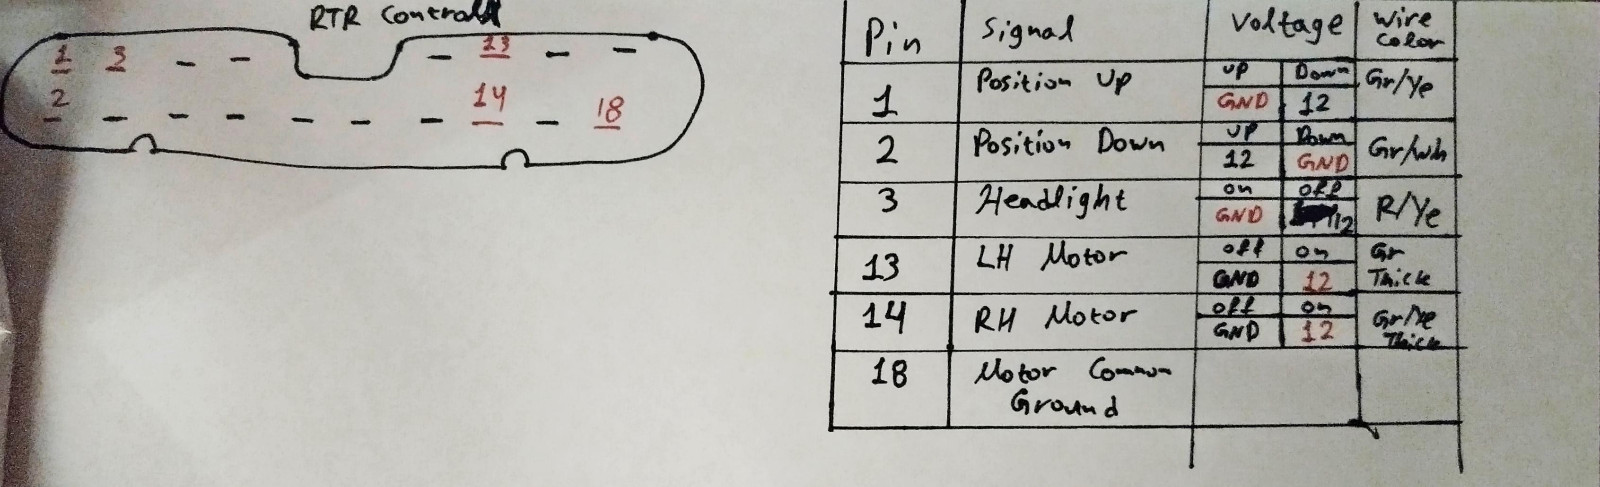 RTR Control
1 3 13
2 14 18
Pin Signal Voltage Wire Color
1 Position Up UP Down Gr/Ye
GND 12
2 Position Down UP Down Gr/wh
12 GND
3 Headlight on off R/Ye
GND 12
13 LH Motor off on Gr Thick
GND 12
14 RH Motor off on Gr/Ye Thick
GND 12
18 Motor Common
Ground